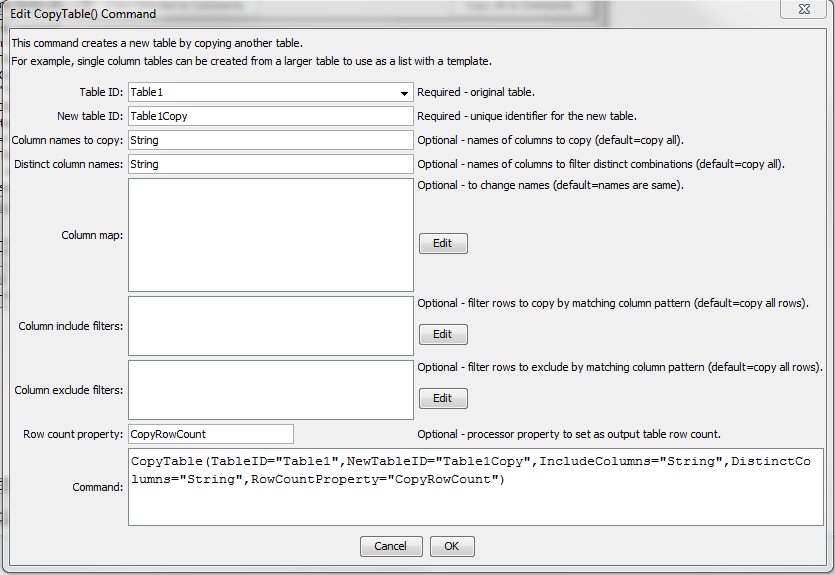 Edit CopyTable() Command
This command creates a new table by copying another table.
For example, single column tables can be created from a larger table to use as a list with a template.
Table ID: Table1 Required - original table.
New table ID: Table1Copy Required - unique identifier for the new table.
Column names to copy: String Optional - names of columns to copy (default=copy all).
Distinct column names: String Optional - names of columns to filter distinct combinations (default=copy all).
Optional - to change names (default=names are same).
Column map: Edit
Optional - filter rows to copy by matching column pattern (default=copy all rows).
Column include filters: Edit
Optional - filter rows to exclude by matching column pattern (default=copy all rows).
Column exclude filters: Edit
Row count property: CopyRowCount Optional - processor property to set as output table row count.
CopyTable(TableID="Table1",NewTableID="Table1Copy",IncludeColumns="String",DistinctCo
Command: lumns="String",RowCountProperty="CopyRowCount")
Cancel OK